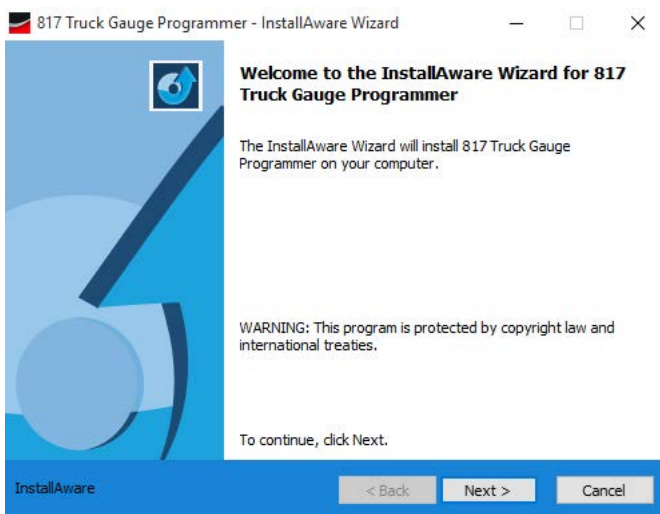 817 Truck Gauge Programmer - InstallAware Wizard
Welcome to the InstallAware Wizard for 817
Truck Gauge Programmer
The InstallAware Wizard will install 817 Truck Gauge
Programmer on your computer.
WARNING: This program is protected by copyright law and
international treaties.
To continue, click Next.
InstallAware
< Back
Next >
Cancel